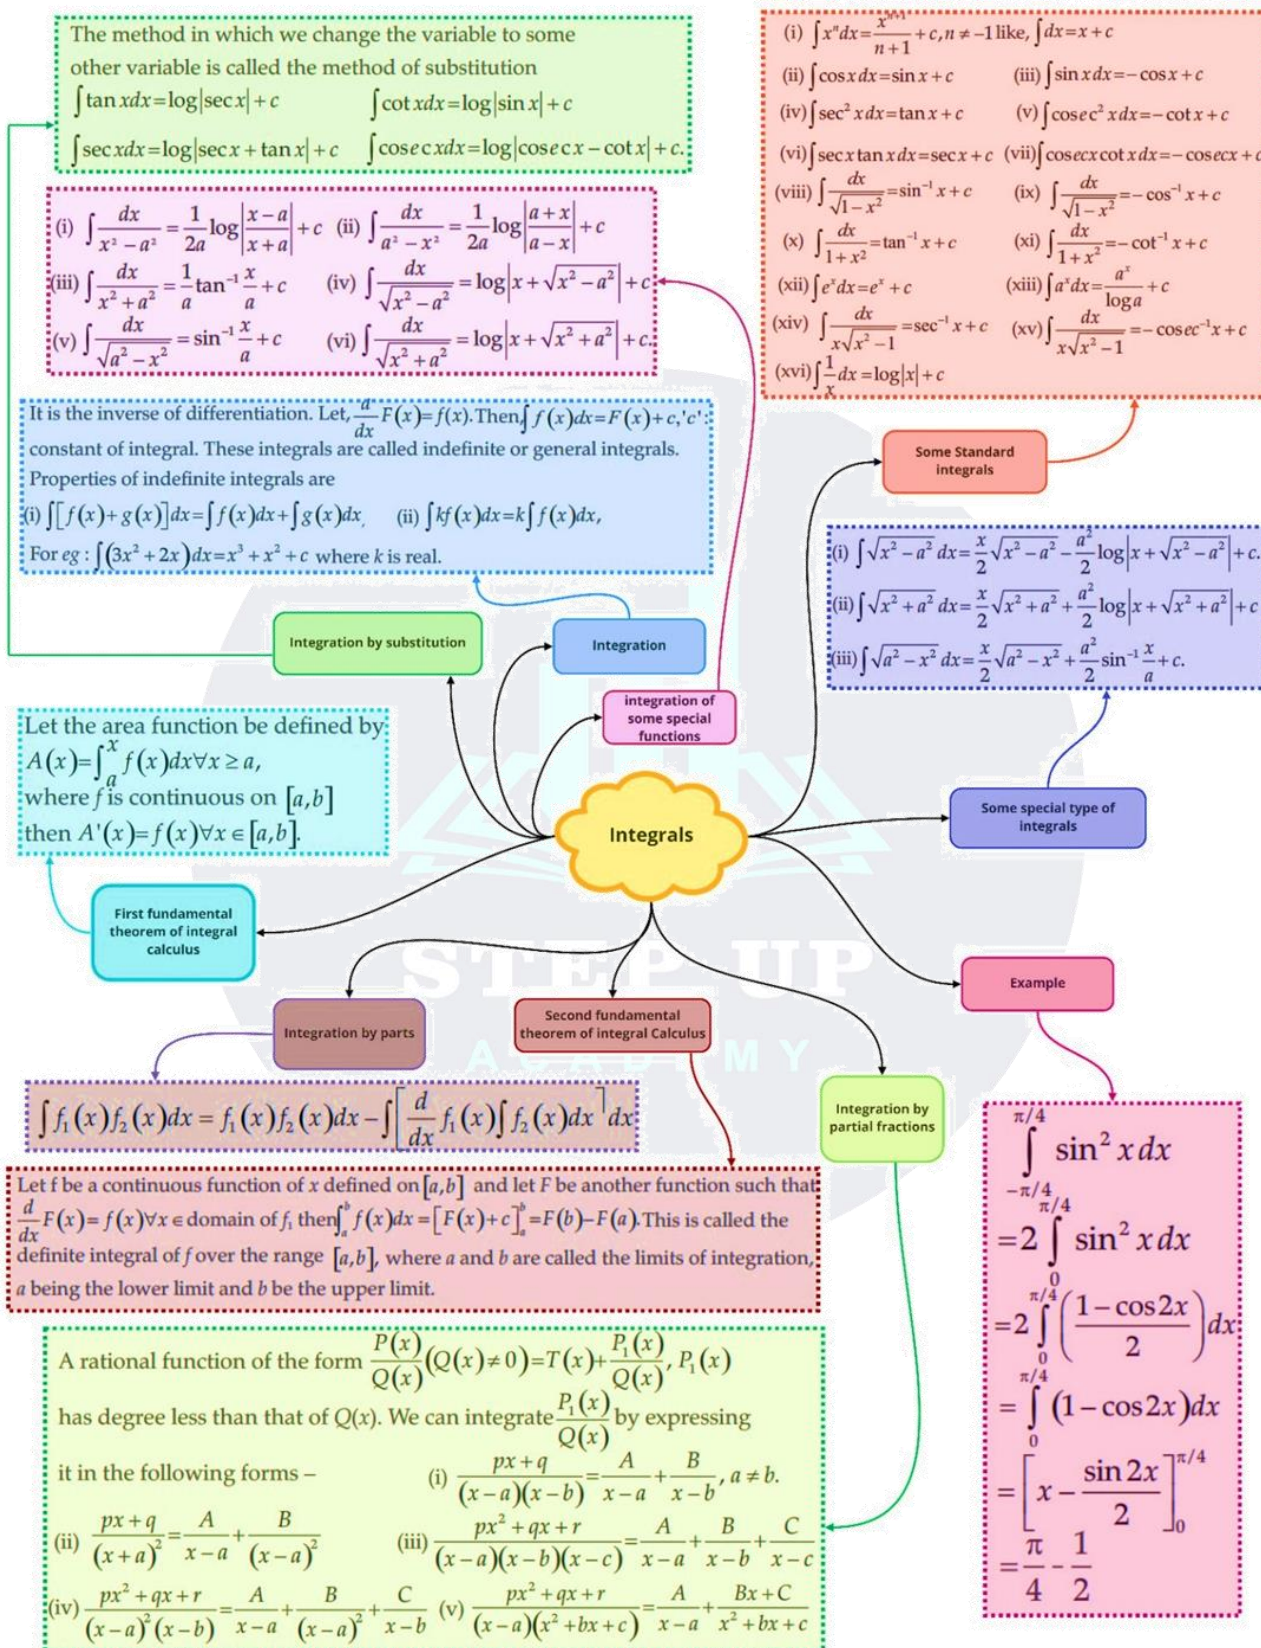 The method in which we change the variable to some
other variable is called the method of substitution
∫tan xdx=log|sec x|+c ∫cot xdx=log|sin x|+c
∫sec xdx=log|sec x + tan x|+c ∫cosec xdx=log|cosec x − cot x|+c.
(i) ∫dx/(x² − a²) = 1/2a log|(x−a)/(x+a)|+c (ii) ∫dx/(a² − x²) = 1/2a log|(a+x)/(a−x)|+c
(iii) ∫dx/(x² + a²) = 1/a tan⁻¹ x/a + c (iv) ∫dx/√(x² − a²) = log|x+√(x² − a²)|+c
(v) ∫dx/√(a² − x²) = sin⁻¹ x/a + c (vi) ∫dx/√(x² + a²) = log|x+√(x² + a²)|+c.
(i) ∫xⁿdx=xⁿ⁺¹/(n+1) +c,n ≠ −1 like, ∫dx=x+c
(ii) ∫cos x dx=sin x+c (iii) ∫sin x dx=−cos x+c
(iv) ∫sec² x dx=tan x+c (v) ∫cosec² x dx=−cot x+c
(vi) ∫sec x tan x dx=sec x+c (vii) ∫cosecx cot x dx=−cosecx+c
(viii) ∫dx/√(1−x²) =sin⁻¹ x+c (ix) ∫dx/√(1−x²) =−cos⁻¹ x+c
(x) ∫dx/(1+x²) =tan⁻¹ x+c (xi) ∫dx/(1+x²) =−cot⁻¹ x+c
(xii) ∫eˣdx=eˣ +c (xiii) ∫aˣdx=aˣ/log a +c
(xiv) ∫dx/(x√(x² −1)) =sec⁻¹ x+c (xv) ∫dx/(x√(x² −1)) =−cosec⁻¹x+c
(xvi) ∫1/x dx =log|x|+c
It is the inverse of differentiation. Let, d/dx F(x)=f(x). Then, ∫f(x)dx=F(x)+c,'c':
constant of integral. These integrals are called indefinite or general integrals.
Properties of indefinite integrals are
(i) ∫[f(x)+g(x)]dx=∫f(x)dx+∫g(x)dx, (ii) ∫kf(x)dx=k∫f(x)dx,
For eg : ∫(3x² +2x)dx=x³ +x² +c where k is real.
Some Standard
integrals
(i) ∫√(x² −a²) dx=x/2 √(x² −a²) − a²/2 log|x+√(x² −a²)|+c.
(ii) ∫√(x² +a²) dx=x/2 √(x² +a²) + a²/2 log|x+√(x² +a²)|+c
(iii) ∫√(a² −x²) dx=x/2 √(a² −x²) + a²/2 sin⁻¹ x/a +c.
Integration by substitution
Integration
integration of
some special
functions
Let the area function be defined by
A(x)=∫ₐˣ f(x)dx∀x ≥ a,
where f is continuous on [a,b]
then A'(x)=f(x)∀x ∈[a,b].
Integrals
Some special type of
integrals
First fundamental
theorem of integral
calculus
STEP UP
ACADEMY
Example
Integration by parts
Second fundamental
theorem of integral Calculus
Integration by
partial fractions
∫f₁(x)f₂(x)dx = f₁(x)f₂(x)dx − ∫[d/dx f₁(x)∫f₂(x)dx]dx
Let f be a continuous function of x defined on [a,b] and let F be another function such that
d/dx F(x)=f(x)∀x ∈domain of f, then ∫ₐᵇ f(x)dx =[F(x)+c]ₐᵇ=F(b)−F(a). This is called the
definite integral of f over the range [a,b], where a and b are called the limits of integration,
a being the lower limit and b be the upper limit.
A rational function of the form P(x)/Q(x) (Q(x)≠0)=T(x)+P₁(x)/Q(x), P₁(x)
has degree less than that of Q(x). We can integrate P₁(x)/Q(x) by expressing
it in the following forms – (i) (px+q)/((x−a)(x−b)) = A/(x−a) + B/(x−b), a ≠ b.
(ii) (px+q)/(x+a)² = A/(x−a) + B/(x−a)² (iii) (px² +qx+r)/((x−a)(x−b)(x−c)) = A/(x−a) + B/(x−b) + C/(x−c)
(iv) (px² +qx+r)/((x−a)²(x−b)) = A/(x−a) + B/(x−a)² + C/(x−b) (v) (px² +qx+r)/((x−a)(x² +bx+c)) = A/(x−a) + (Bx+C)/(x² +bx+c)
∫_{−π/4}^{π/4} sin² x dx
=2 ∫₀^{π/4} sin² x dx
=2 ∫₀^{π/4} ((1−cos2x)/2) dx
= ∫₀^{π/4} (1−cos2x)dx
= [x − sin 2x/2]₀^{π/4}
= π/4 − 1/2